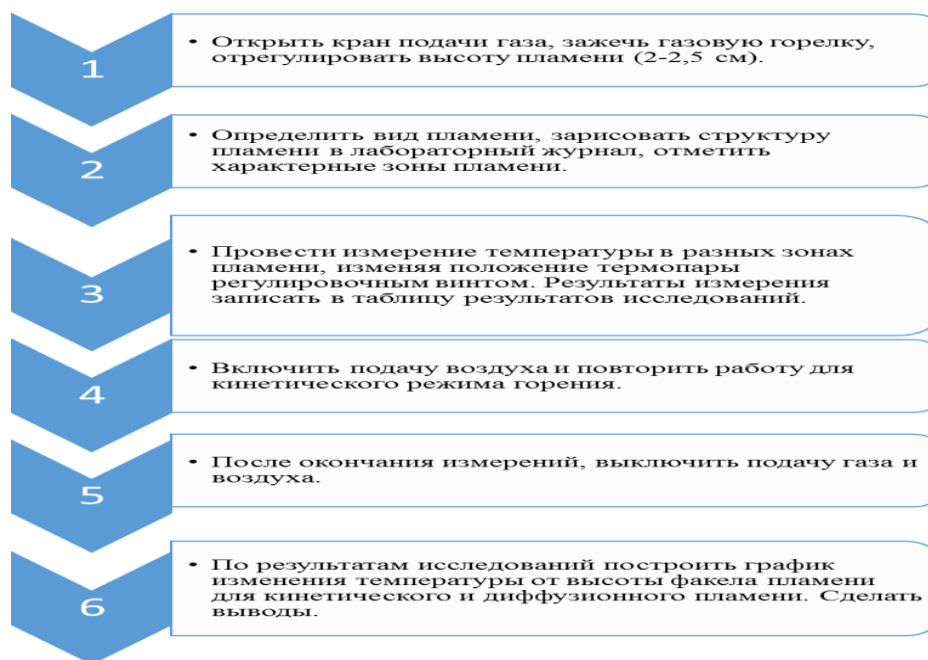 1
• Открыть кран подачи газа, зажечь газовую горелку,
отрегулировать высоту пламени (2-2,5 см).
2
• Определить вид пламени, зарисовать структуру
пламени в лабораторный журнал, отметить
характерные зоны пламени.
3
• Провести измерение температуры в разных зонах
пламени, изменяя положение термопары
регулировочным винтом. Результаты измерения
записать в таблицу результатов исследований.
4
• Включить подачу воздуха и повторить работу для
кинетического режима горения.
5
• После окончания измерений, выключить подачу газа и
воздуха.
6
• По результатам исследований построить график
изменения температуры от высоты факела пламени
для кинетического и диффузионного пламени. Сделать
выводы.